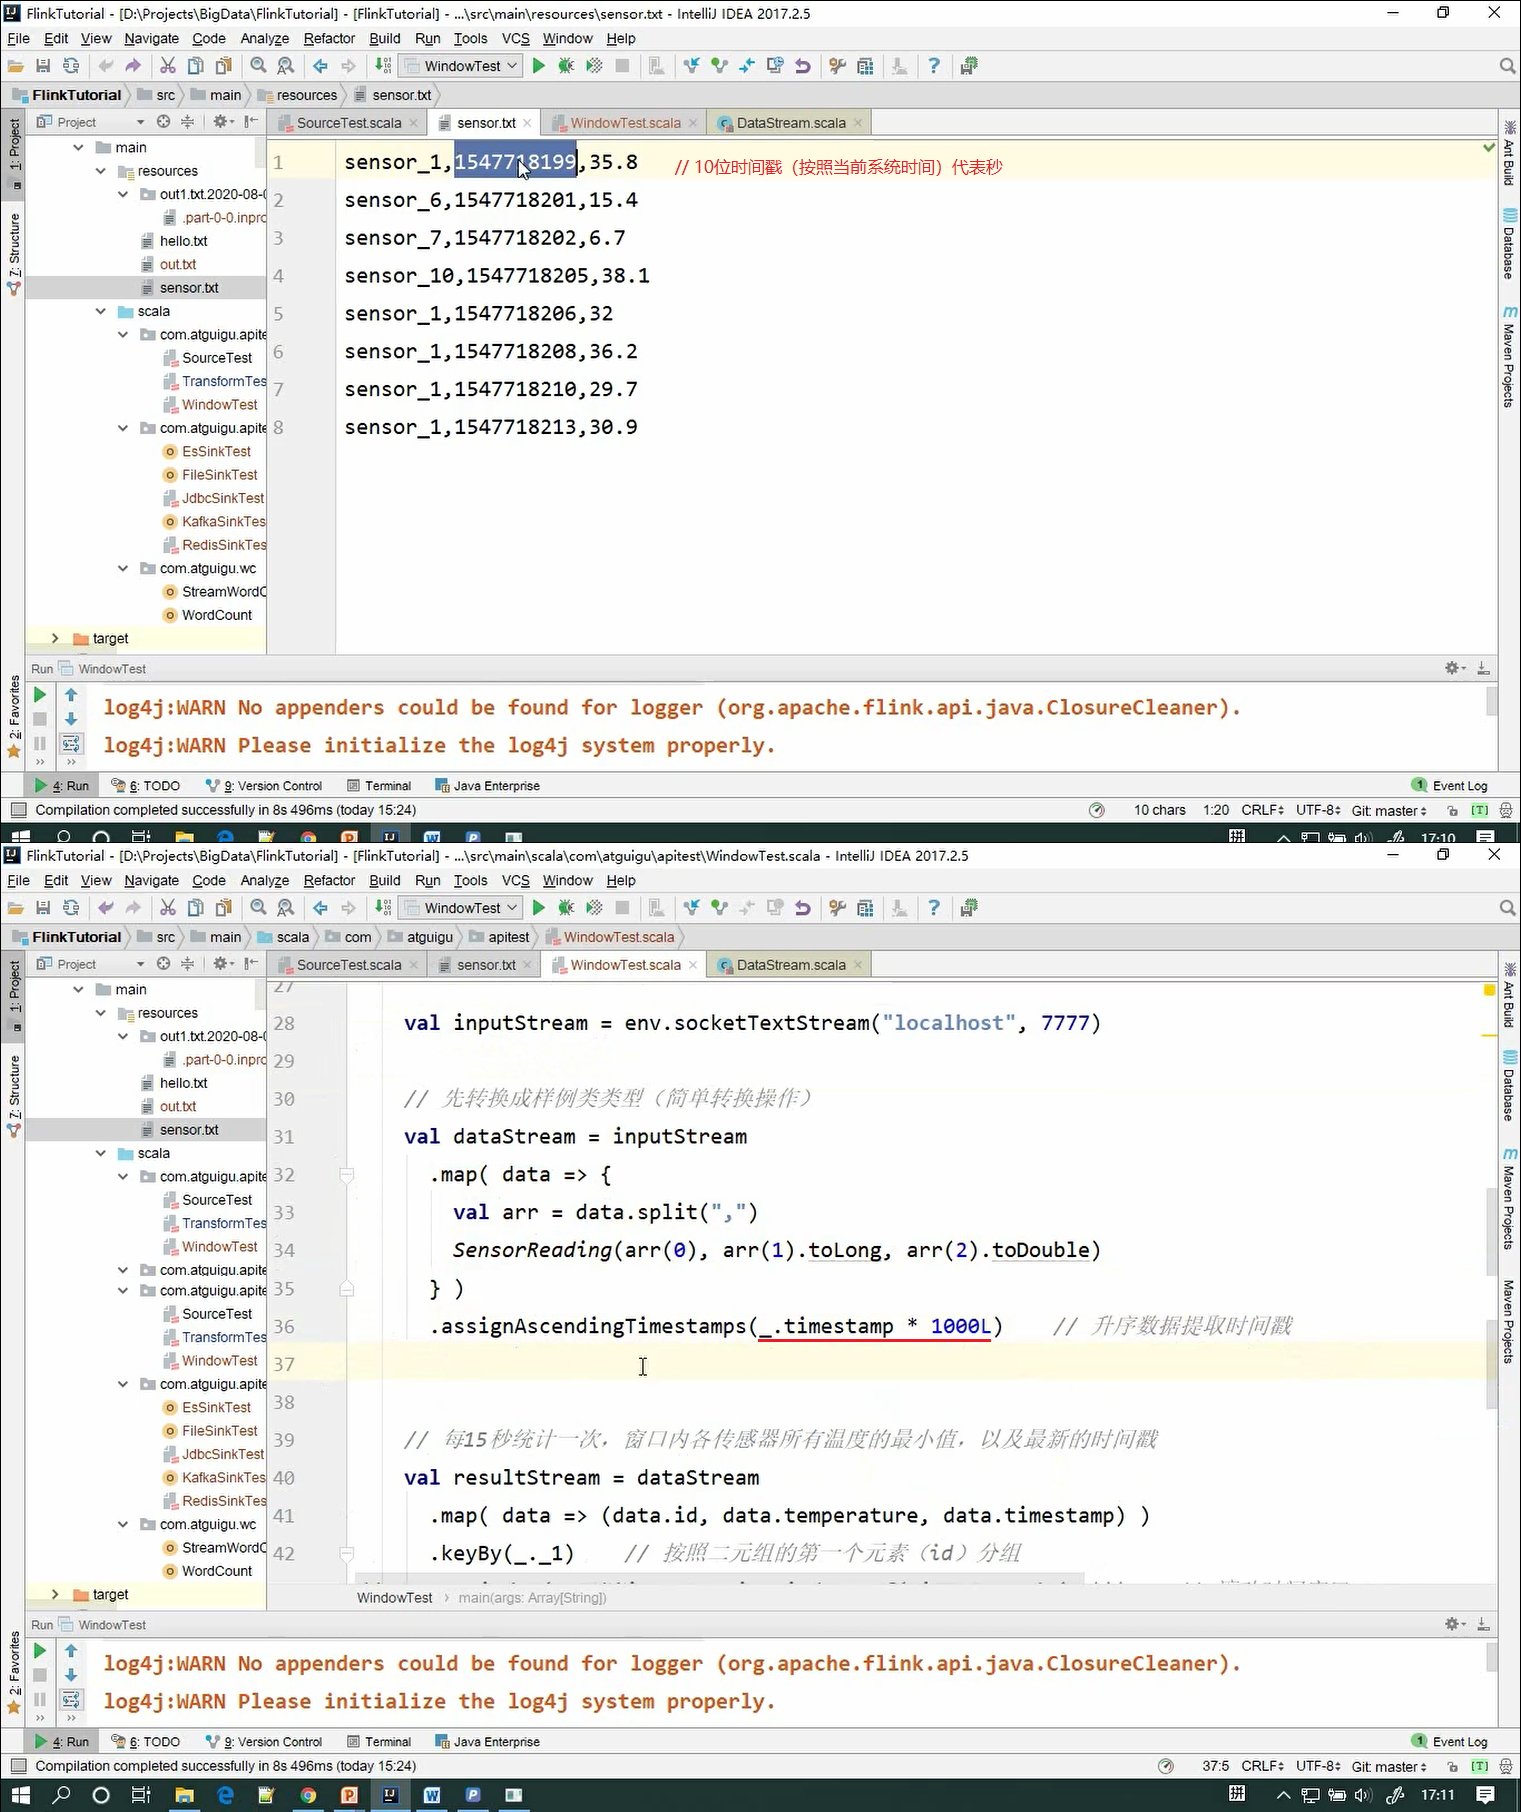 FlinkTutorial - [D:\Projects\BigData\FlinkTutorial] - [FlinkTutorial] - ...\src\main\resources\sensor.txt - IntelliJ IDEA 2017.2.5
File Edit View Navigate Code Analyze Refactor Build Run Tools VCS Window Help
WindowTest
FlinkTutorial src main resources sensor.txt
Project SourceTest.scala sensor.txt WindowTest.scala DataStream.scala
1: Project
7: Structure
2: Favorites
Ant Build
Database
Maven Projects
main
resources
out1.txt.2020-08-0
.part-0-0.inpro
hello.txt
out.txt
sensor.txt
scala
com.atguigu.apite
SourceTest
TransformTes
WindowTest
com.atguigu.apite
EsSinkTest
FileSinkTest
JdbcSinkTest
KafkaSinkTes
RedisSinkTes
com.atguigu.wc
StreamWordC
WordCount
target
1 sensor_1,1547718199,35.8 // 10位时间戳（按照当前系统时间）代表秒
2 sensor_6,1547718201,15.4
3 sensor_7,1547718202,6.7
4 sensor_10,1547718205,38.1
5 sensor_1,1547718206,32
6 sensor_1,1547718208,36.2
7 sensor_1,1547718210,29.7
8 sensor_1,1547718213,30.9
Run WindowTest
log4j:WARN No appenders could be found for logger (org.apache.flink.api.java.ClosureCleaner).
log4j:WARN Please initialize the log4j system properly.
4: Run 6: TODO 9: Version Control Terminal Java Enterprise 1 Event Log
Compilation completed successfully in 8s 496ms (today 15:24) 10 chars 1:20 CRLF UTF-8 Git: master [T]
17:10
FlinkTutorial - [D:\Projects\BigData\FlinkTutorial] - [FlinkTutorial] - ...\src\main\scala\com\atguigu\apitest\WindowTest.scala - IntelliJ IDEA 2017.2.5
File Edit View Navigate Code Analyze Refactor Build Run Tools VCS Window Help
WindowTest
FlinkTutorial src main scala com atguigu apitest WindowTest.scala
Project SourceTest.scala sensor.txt WindowTest.scala DataStream.scala
1: Project
7: Structure
2: Favorites
Ant Build
Database
Maven Projects
Maven Projects
main
resources
out1.txt.2020-08-0
.part-0-0.inpro
hello.txt
out.txt
sensor.txt
scala
com.atguigu.apite
SourceTest
TransformTes
WindowTest
com.atguigu.apite
com.atguigu.apite
SourceTest
TransformTes
WindowTest
com.atguigu.apite
EsSinkTest
FileSinkTest
JdbcSinkTest
KafkaSinkTes
RedisSinkTes
com.atguigu.wc
StreamWordC
WordCount
target
27
28 val inputStream = env.socketTextStream("localhost", 7777)
29
30 // 先转换成样例类类型（简单转换操作）
31 val dataStream = inputStream
32 .map( data => {
33 val arr = data.split(",")
34 SensorReading(arr(0), arr(1).toLong, arr(2).toDouble)
35 } )
36 .assignAscendingTimestamps(_.timestamp * 1000L) // 升序数据提取时间戳
37
38
39 // 每15秒统计一次，窗口内各传感器所有温度的最小值，以及最新的时间戳
40 val resultStream = dataStream
41 .map( data => (data.id, data.temperature, data.timestamp) )
42 .keyBy(_._1) // 按照二元组的第一个元素（id）分组
WindowTest main(args: Array[String])
Run WindowTest
log4j:WARN No appenders could be found for logger (org.apache.flink.api.java.ClosureCleaner).
log4j:WARN Please initialize the log4j system properly.
4: Run 6: TODO 9: Version Control Terminal Java Enterprise 1 Event Log
Compilation completed successfully in 8s 496ms (today 15:24) 37:5 CRLF UTF-8 Git: master [T]
拼 17:11